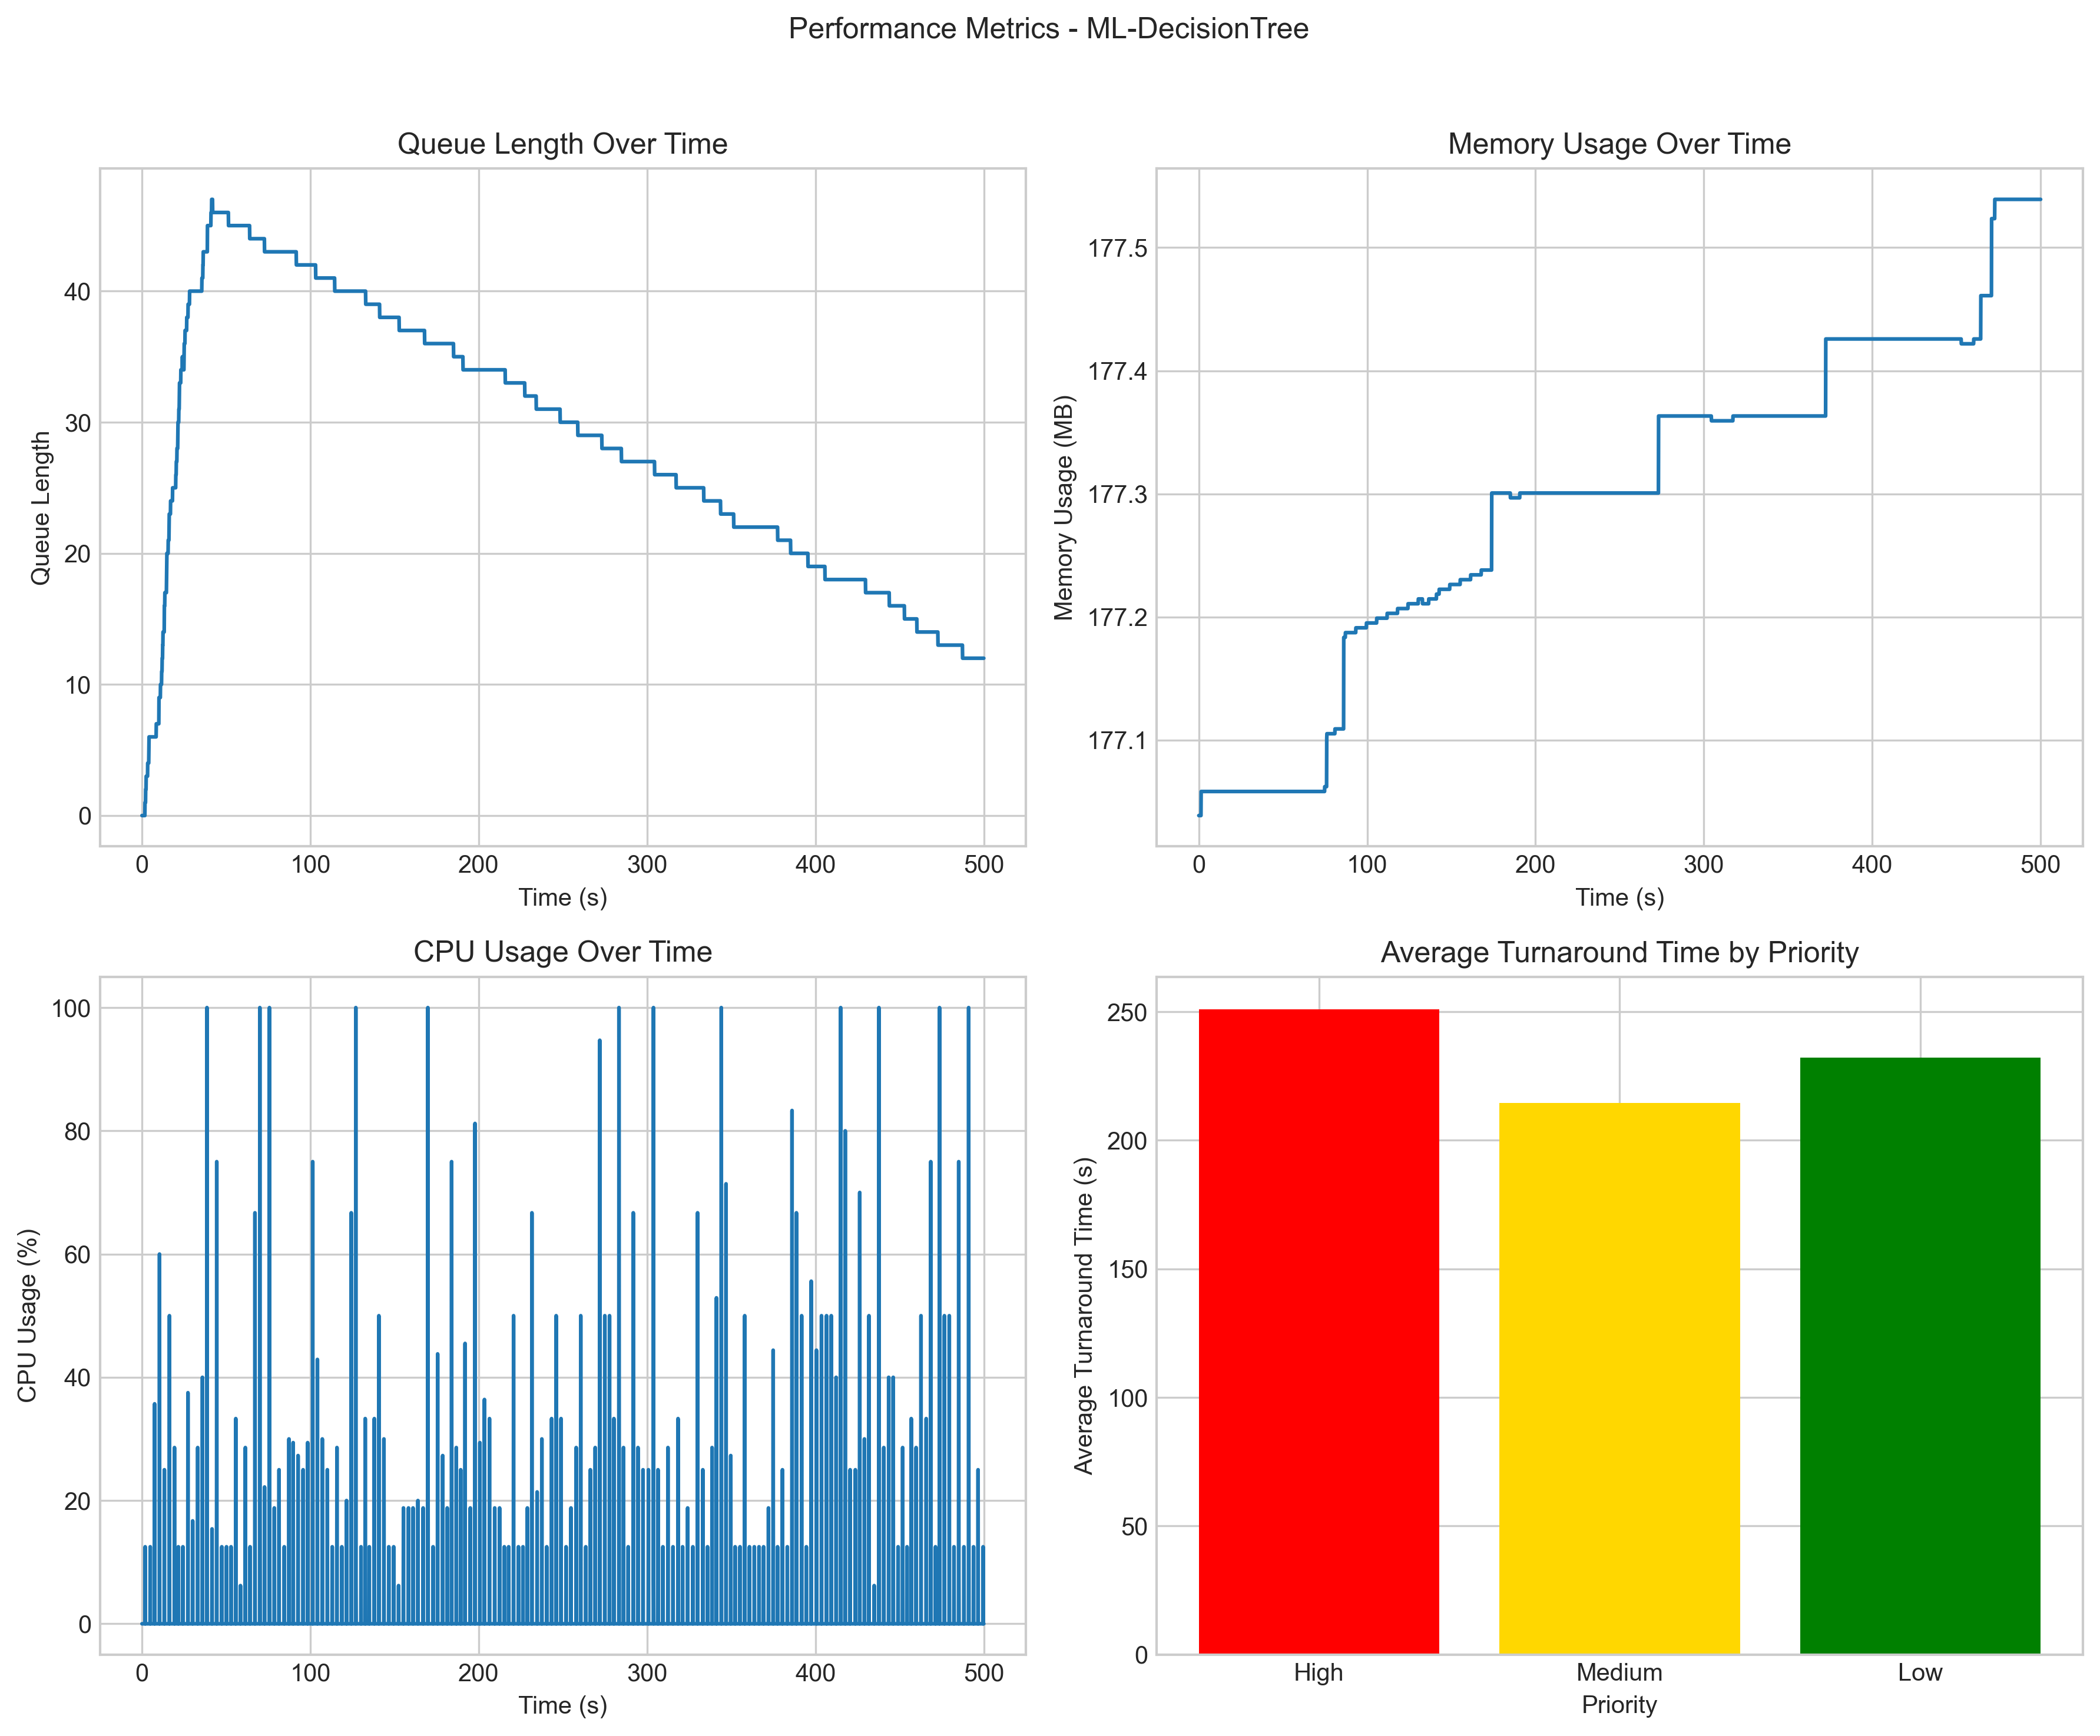 Performance Metrics - ML-DecisionTree
Queue Length Over Time
Queue Length
40
30
20
10
0
0 100 200 300 400 500
Time (s)
Memory Usage Over Time
Memory Usage (MB)
177.5
177.4
177.3
177.2
177.1
0 100 200 300 400 500
Time (s)
CPU Usage Over Time
CPU Usage (%)
100
80
60
40
20
0
0 100 200 300 400 500
Time (s)
Average Turnaround Time by Priority
Average Turnaround Time (s)
250
200
150
100
50
0
High Medium Low
Priority